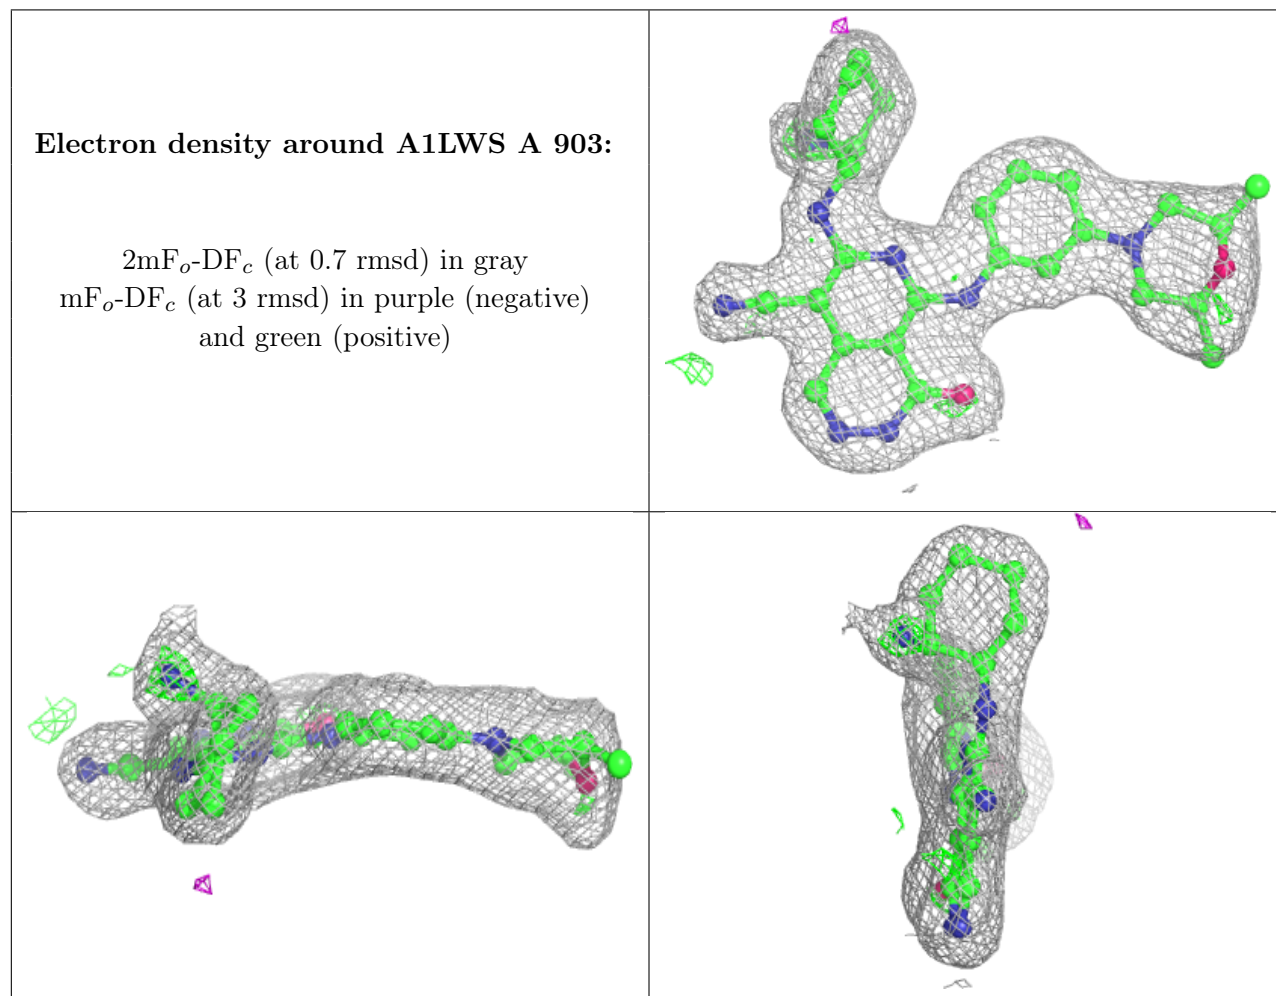 Electron density around A1LWS A 903:
2mFo-DFc (at 0.7 rmsd) in gray
mFo-DFc (at 3 rmsd) in purple (negative)
and green (positive)